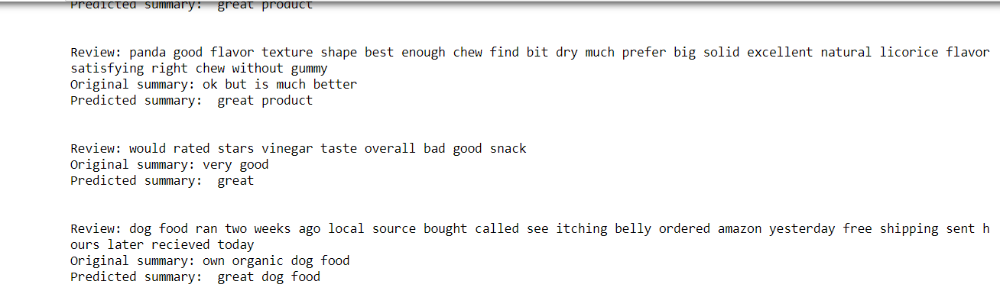 Predicted summary:  great product
Review: panda good flavor texture shape best enough chew find bit dry much prefer big solid excellent natural licorice flavor
satisfying right chew without gummy
Original summary: ok but is much better
Predicted summary:  great product
Review: would rated stars vinegar taste overall bad good snack
Original summary: very good
Predicted summary:  great
Review: dog food ran two weeks ago local source bought called see itching belly ordered amazon yesterday free shipping sent h
ours later recieved today
Original summary: own organic dog food
Predicted summary:  great dog food